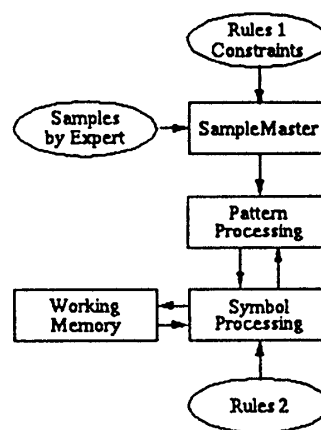 Rules 1
Constraints
Samples
by Expert
SampleMaster
Pattern
Processing
Working
Memory
Symbol
Processing
Rules 2